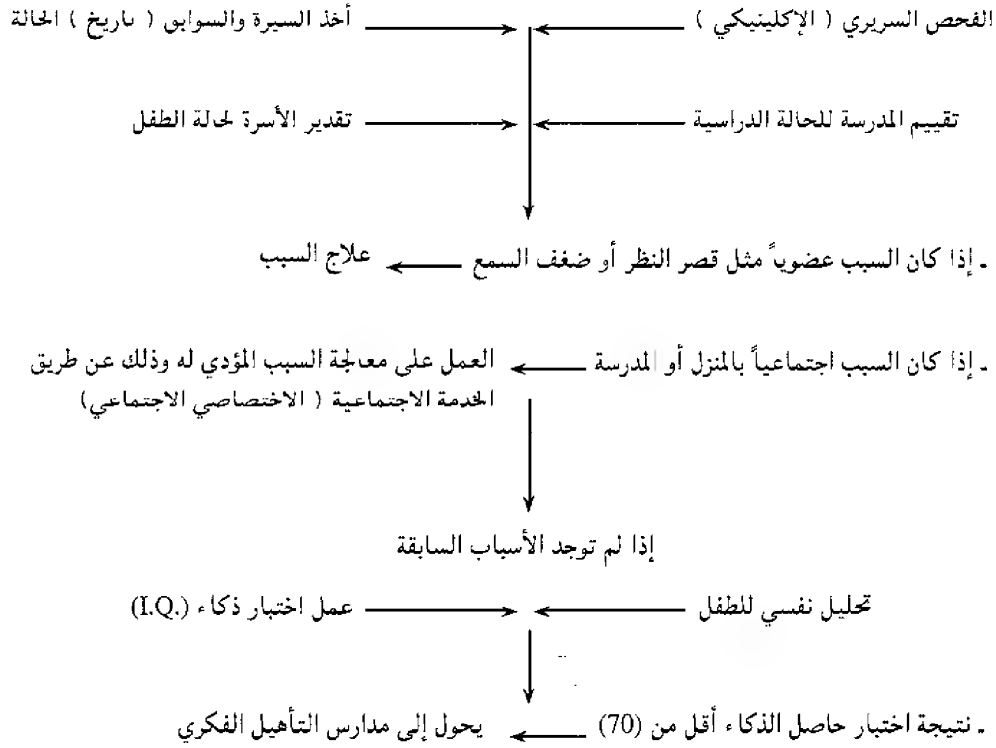 الفحص السريري ( الإكلينيكي )
أخذ السيرة والسوابق ( تاريخ ) الحالة
تقييم المدرسة للحالة الدراسية
تقدير الأسرة لحالة الطفل
ـ إذا كان السبب عضوياً مثل قصر النظر أو ضغف السمع
علاج السبب
ـ إذا كان السبب اجتماعياً بالمنزل أو المدرسة
العمل على معالجة السبب المؤدي له وذلك عن طريق
الخدمة الاجتماعية ( الاختصاصي الاجتماعي)
إذا لم توجد الأسباب السابقة
تحليل نفسي للطفل
عمل اختبار ذكاء (I.Q.)
ـ نتيجة اختبار حاصل الذكاء أقل من (70)
يحول إلى مدارس التأهيل الفكري